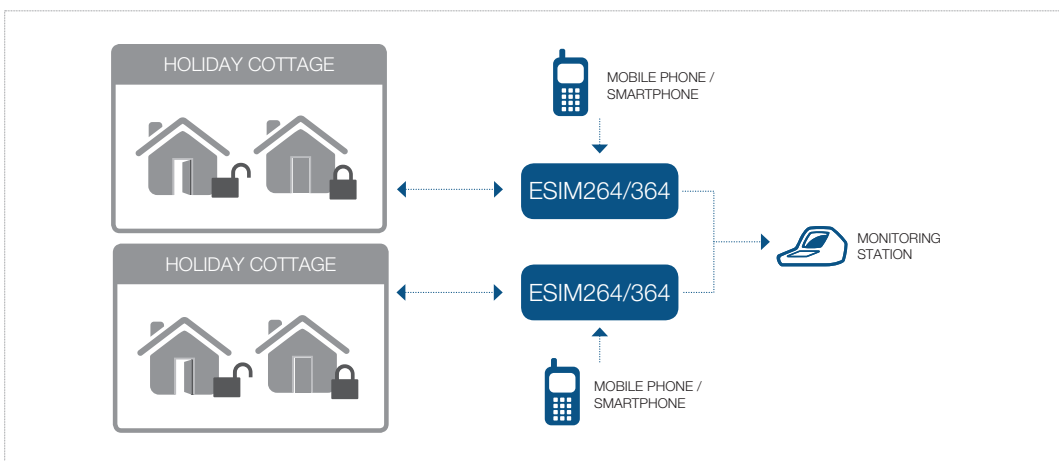 HOLIDAY COTTAGE
MOBILE PHONE /
SMARTPHONE
ESIM264/364
MONITORING
STATION
HOLIDAY COTTAGE
ESIM264/364
MOBILE PHONE /
SMARTPHONE